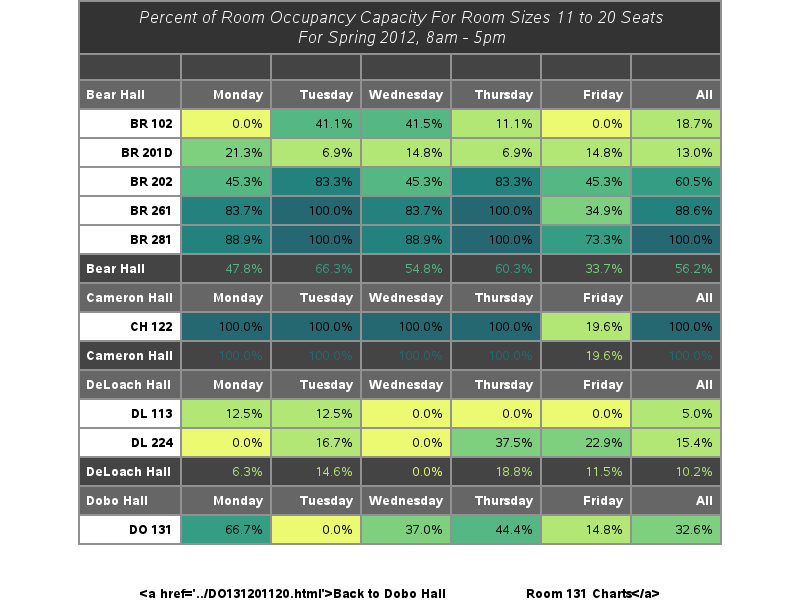 Percent of Room Occupancy Capacity For Room Sizes 11 to 20 Seats
For Spring 2012, 8am - 5pm
Bear Hall Monday Tuesday Wednesday Thursday Friday All
BR 102 0.0% 41.1% 41.5% 11.1% 0.0% 18.7%
BR 201D 21.3% 6.9% 14.8% 6.9% 14.8% 13.0%
BR 202 45.3% 83.3% 45.3% 83.3% 45.3% 60.5%
BR 261 83.7% 100.0% 83.7% 100.0% 34.9% 88.6%
BR 281 88.9% 100.0% 88.9% 100.0% 73.3% 100.0%
Bear Hall 47.8% 66.3% 54.8% 60.3% 33.7% 56.2%
Cameron Hall Monday Tuesday Wednesday Thursday Friday All
CH 122 100.0% 100.0% 100.0% 100.0% 19.6% 100.0%
Cameron Hall 100.0% 100.0% 100.0% 100.0% 19.6% 100.0%
DeLoach Hall Monday Tuesday Wednesday Thursday Friday All
DL 113 12.5% 12.5% 0.0% 0.0% 0.0% 5.0%
DL 224 0.0% 16.7% 0.0% 37.5% 22.9% 15.4%
DeLoach Hall 6.3% 14.6% 0.0% 18.8% 11.5% 10.2%
Dobo Hall Monday Tuesday Wednesday Thursday Friday All
DO 131 66.7% 0.0% 37.0% 44.4% 14.8% 32.6%
<a href='../DO131201120.html'>Back to Dobo Hall Room 131 Charts</a>